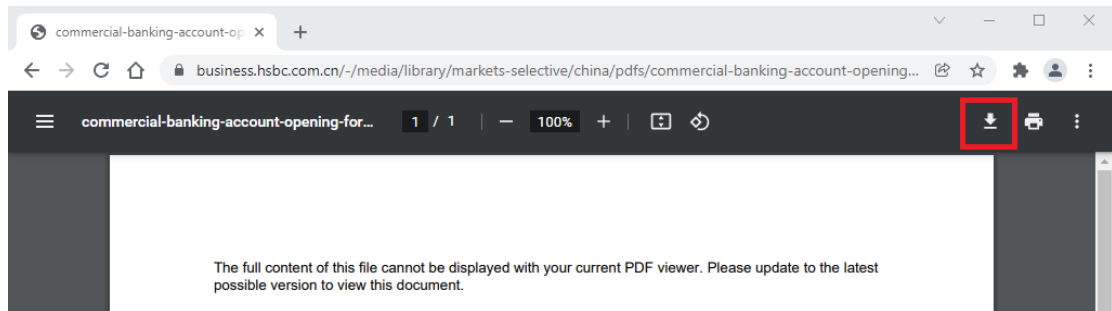 commercial-banking-account-op
business.hsbc.com.cn/-/media/library/markets-selective/china/pdfs/commercial-banking-account-opening...
commercial-banking-account-opening-for... 1 / 1 | − 100% + |
The full content of this file cannot be displayed with your current PDF viewer. Please update to the latest
possible version to view this document.